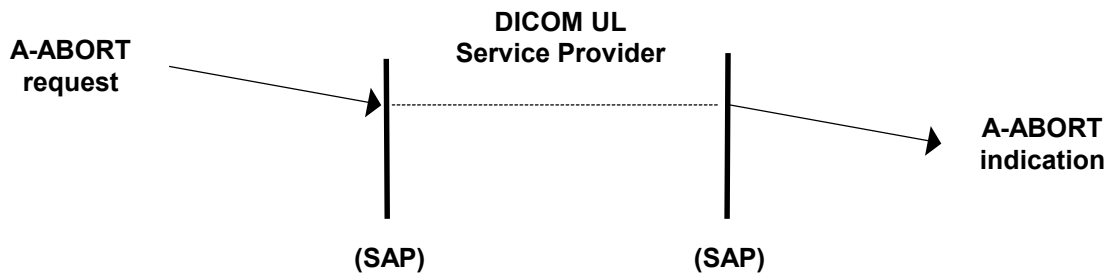 DICOM UL
Service Provider
A-ABORT
request
A-ABORT
indication
(SAP)
(SAP)